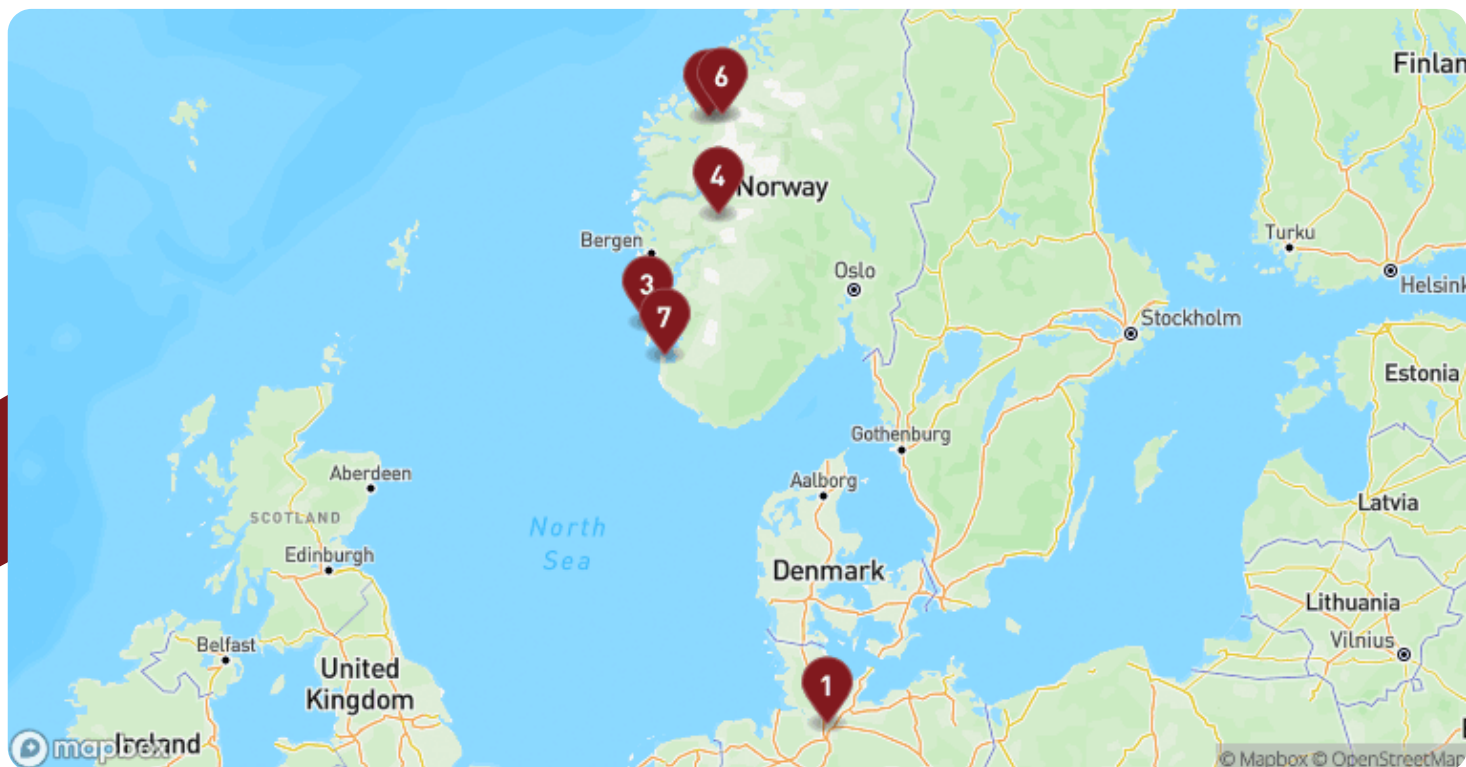 Finlan
6
4
Norway
Bergen
Turku
Oslo
3
Helsink
7
Stockholm
Estonia
Gothenburg
Aberdeen
Aalborg
Latvia
SCOTLAND
North
Sea
Edinburgh
Denmark
Lithuania
Belfast
Vilnius
United
Kingdom
1
Ireland
mapbox
© Mapbox © OpenStreetMap